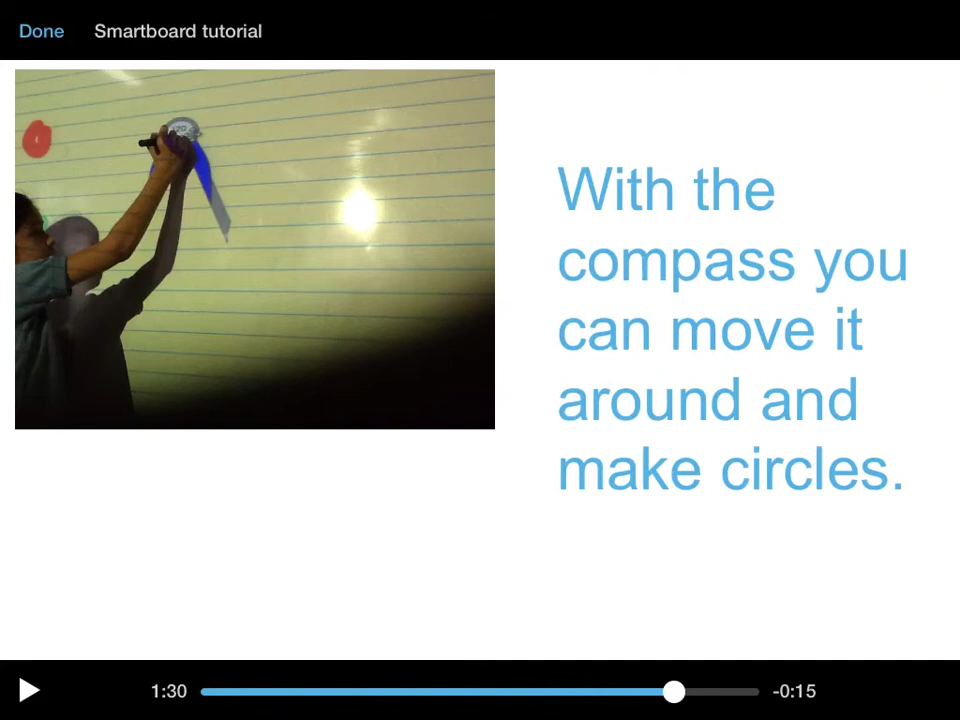 Done Smartboard tutorial
With the
compass you
can move it
around and
make circles.
1:30 -0:15